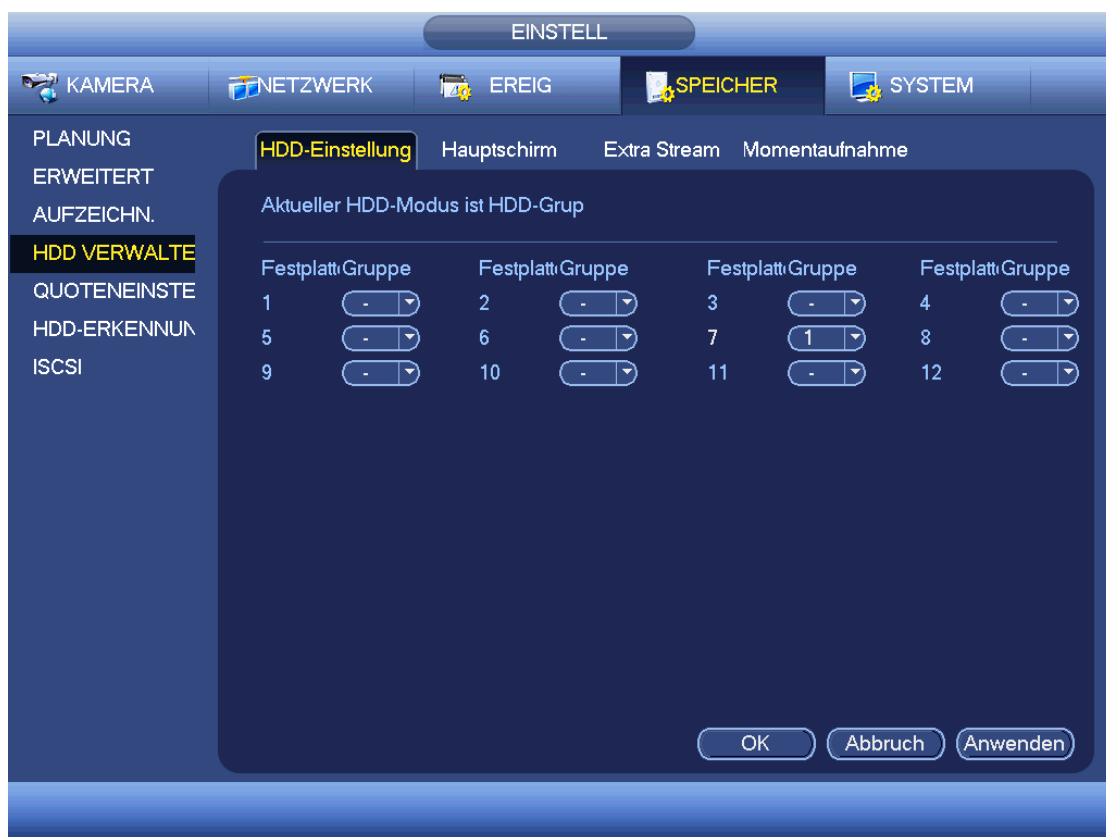 EINSTELL
KAMERA NETZWERK EREIG SPEICHER SYSTEM
PLANUNG
ERWEITERT
AUFZEICHN.
HDD VERWALTE
QUOTENEINSTE
HDD-ERKENNUN
ISCSI
HDD-Einstellung Hauptschirm Extra Stream Momentaufnahme
Aktueller HDD-Modus ist HDD-Grup
Festplatt Gruppe Festplatt Gruppe Festplatt Gruppe Festplatt Gruppe
1 - 2 - 3 - 4 -
5 - 6 - 7 1 8 -
9 - 10 - 11 - 12 -
OK Abbruch Anwenden